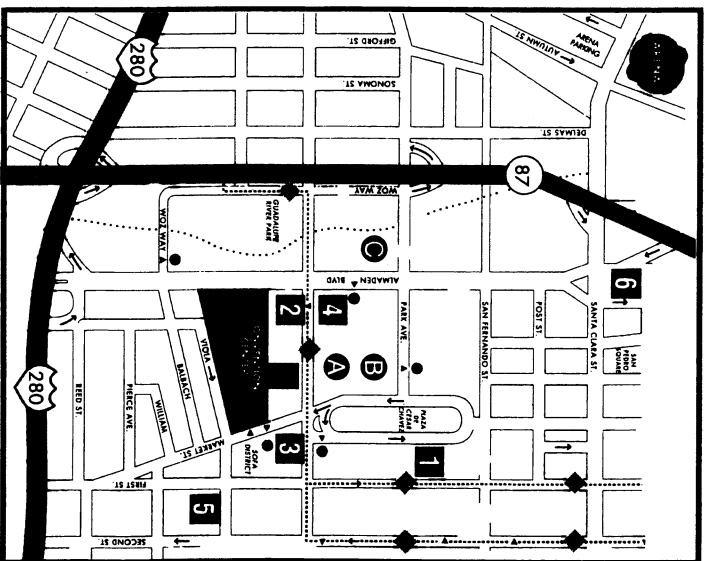 ARENA
PARKING
AUTUMN ST.
GIFFORD ST.
280
SONOMA ST.
DELMAS ST.
87
WOZ WAY
GUADALUPE
RIVER PARK
WOZ WAY
C
6
ALMADEN
BLVD
PARK AVE.
SAN FERNANDO ST
POST ST.
SANTA CLARA ST.
SAN
PEDRO
SQUARE
2
4
A
B
VIOLA
BALBACH
WILLIAM
PIERCE AVE.
REED ST.
280
PLAZA
DE
CESAR
CHAVEZ
MARKET ST.
SOFA
DISTRICT
3
1
FIRST ST.
5
SECOND ST.